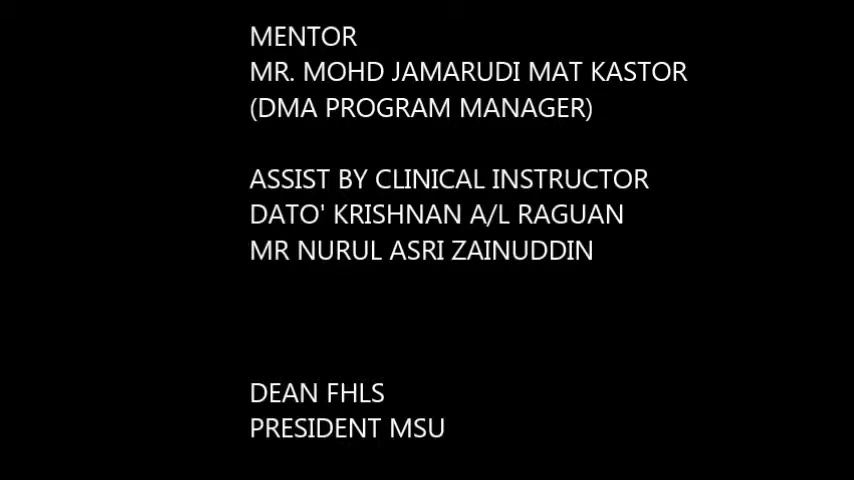 MENTOR
MR. MOHD JAMARUDI MAT KASTOR
(DMA PROGRAM MANAGER)
ASSIST BY CLINICAL INSTRUCTOR
DATO' KRISHNAN A/L RAGUAN
MR NURUL ASRI ZAINUDDIN
DEAN FHLS
PRESIDENT MSU